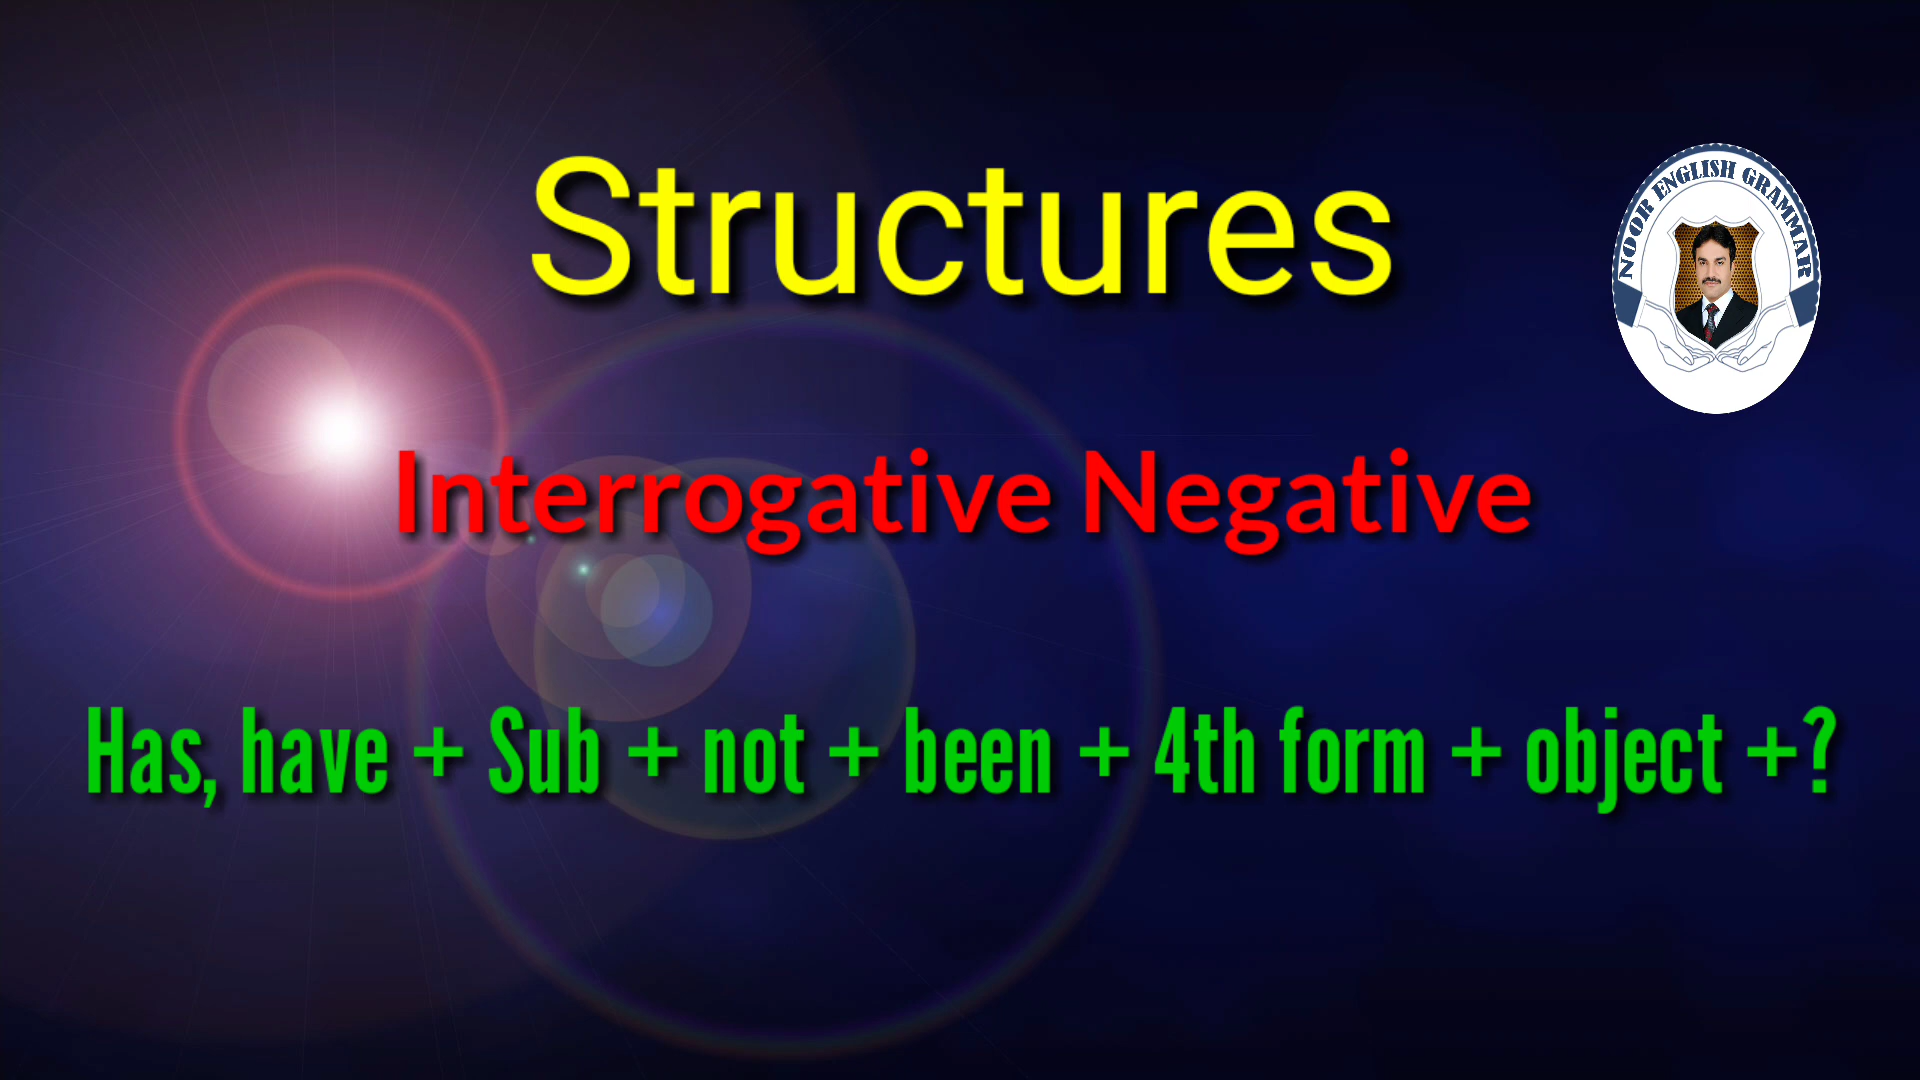 Structures
NOOR ENGLISH GRAMMAR
Interrogative Negative
Has, have + Sub + not + been + 4th form + object +?